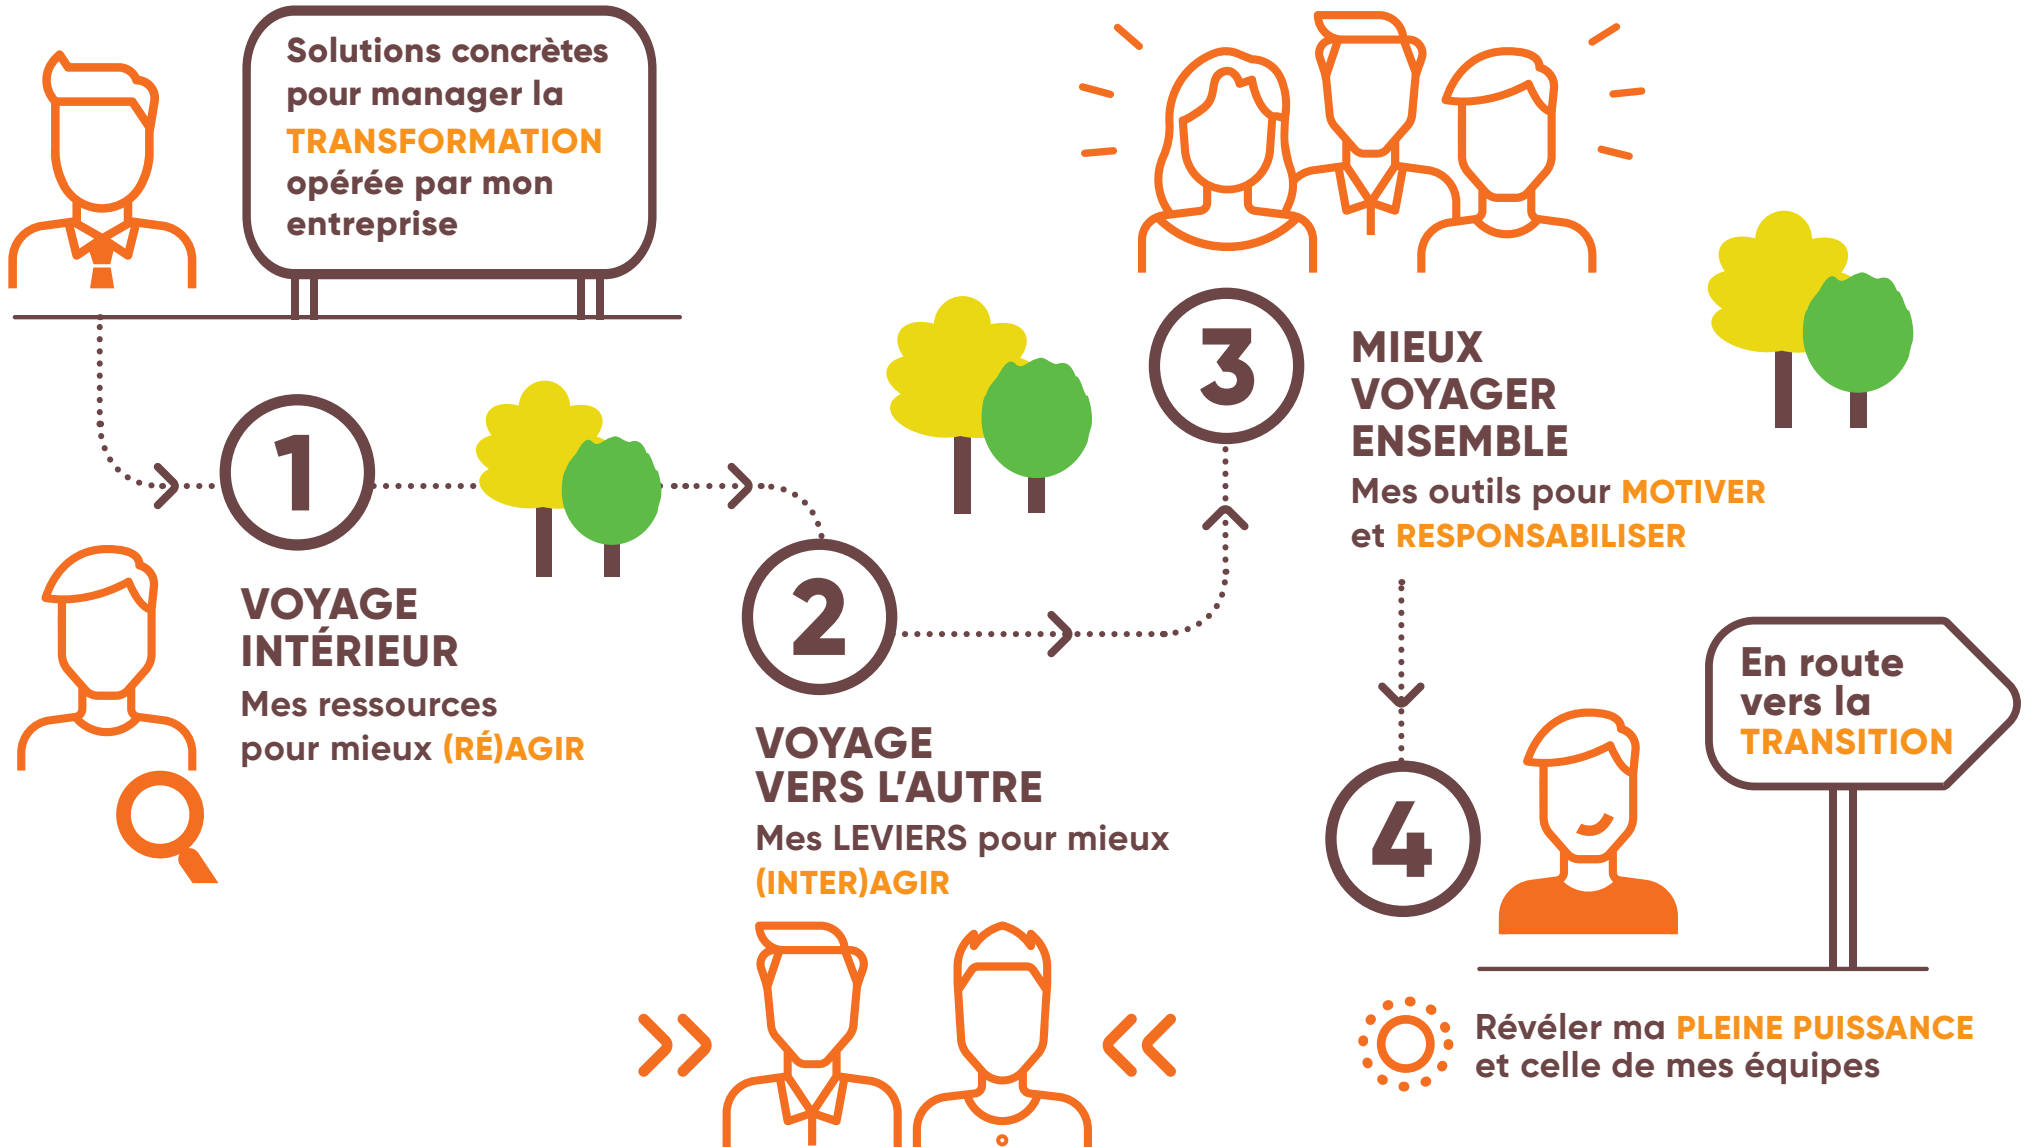 Solutions concrètes
pour manager la
TRANSFORMATION
opérée par mon
entreprise
1
VOYAGE
INTÉRIEUR
Mes ressources
pour mieux (RÉ)AGIR
2
VOYAGE
VERS L’AUTRE
Mes LEVIERS pour mieux
(INTER)AGIR
3
MIEUX
VOYAGER
ENSEMBLE
Mes outils pour MOTIVER
et RESPONSABILISER
4
En route
vers la
TRANSITION
Révéler ma PLEINE PUISSANCE
et celle de mes équipes